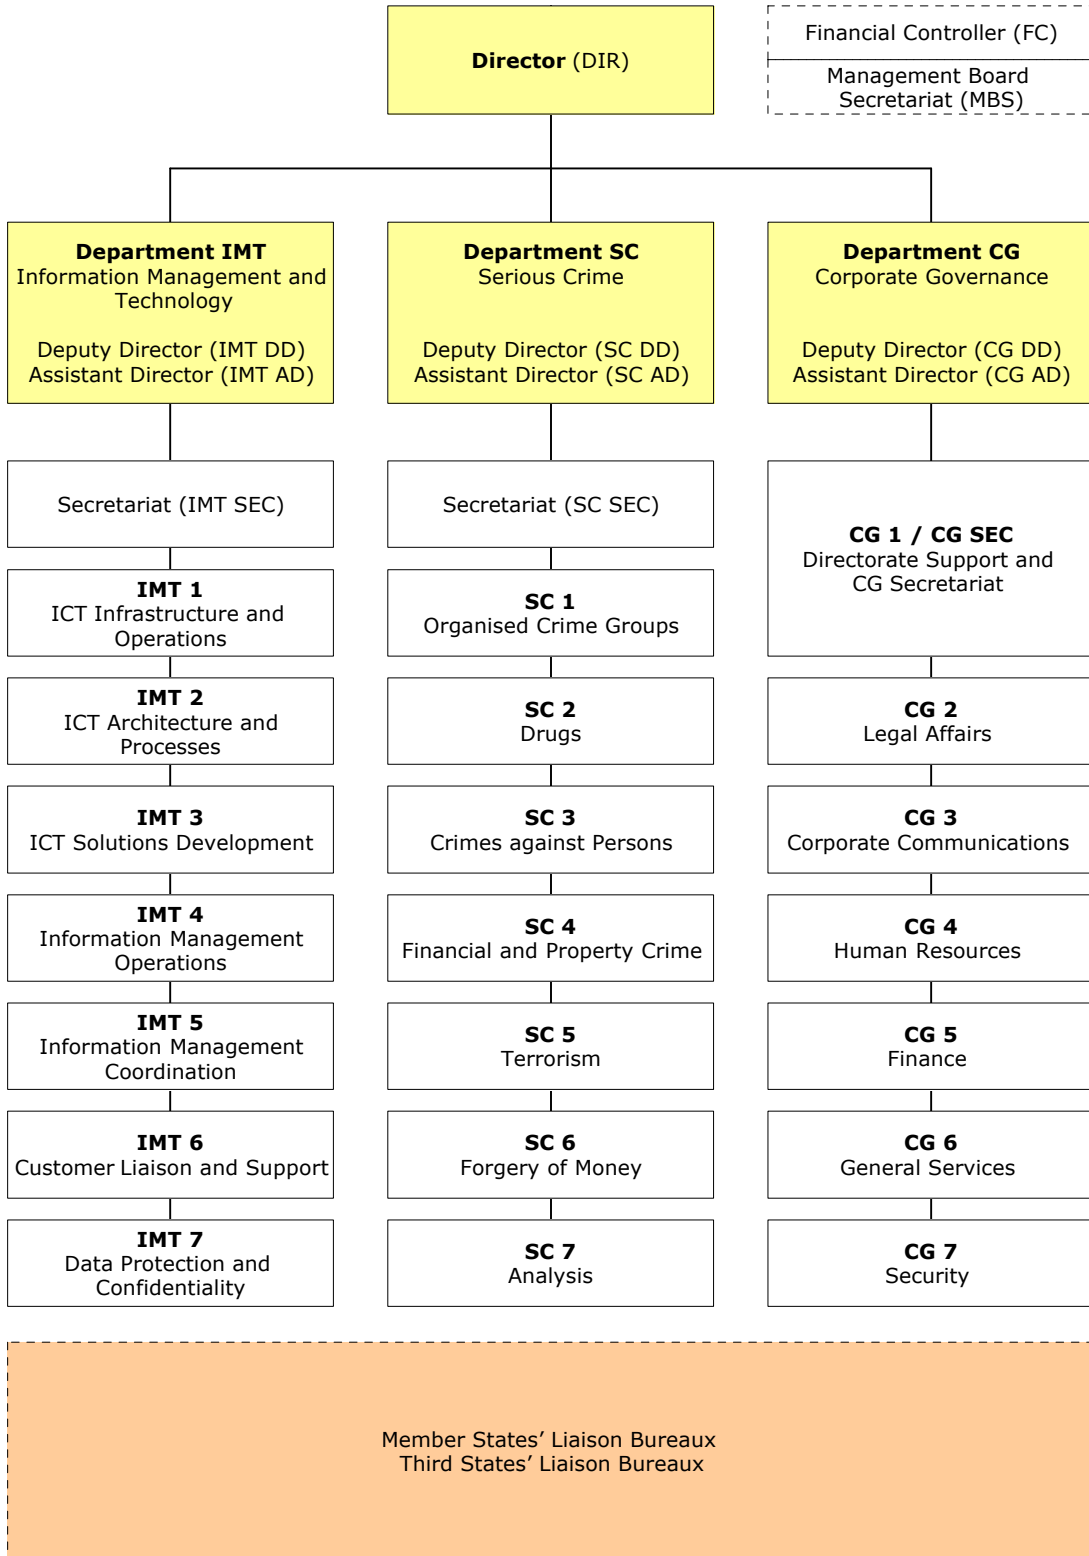 Director (DIR)
Financial Controller (FC)
Management Board
Secretariat (MBS)
Department IMT
Information Management and
Technology
Deputy Director (IMT DD)
Assistant Director (IMT AD)
Department SC
Serious Crime
Deputy Director (SC DD)
Assistant Director (SC AD)
Department CG
Corporate Governance
Deputy Director (CG DD)
Assistant Director (CG AD)
Secretariat (IMT SEC)
IMT 1
ICT Infrastructure and
Operations
IMT 2
ICT Architecture and
Processes
IMT 3
ICT Solutions Development
IMT 4
Information Management
Operations
IMT 5
Information Management
Coordination
IMT 6
Customer Liaison and Support
IMT 7
Data Protection and
Confidentiality
Secretariat (SC SEC)
SC 1
Organised Crime Groups
SC 2
Drugs
SC 3
Crimes against Persons
SC 4
Financial and Property Crime
SC 5
Terrorism
SC 6
Forgery of Money
SC 7
Analysis
CG 1 / CG SEC
Directorate Support and
CG Secretariat
CG 2
Legal Affairs
CG 3
Corporate Communications
CG 4
Human Resources
CG 5
Finance
CG 6
General Services
CG 7
Security
Member States’ Liaison Bureaux
Third States’ Liaison Bureaux